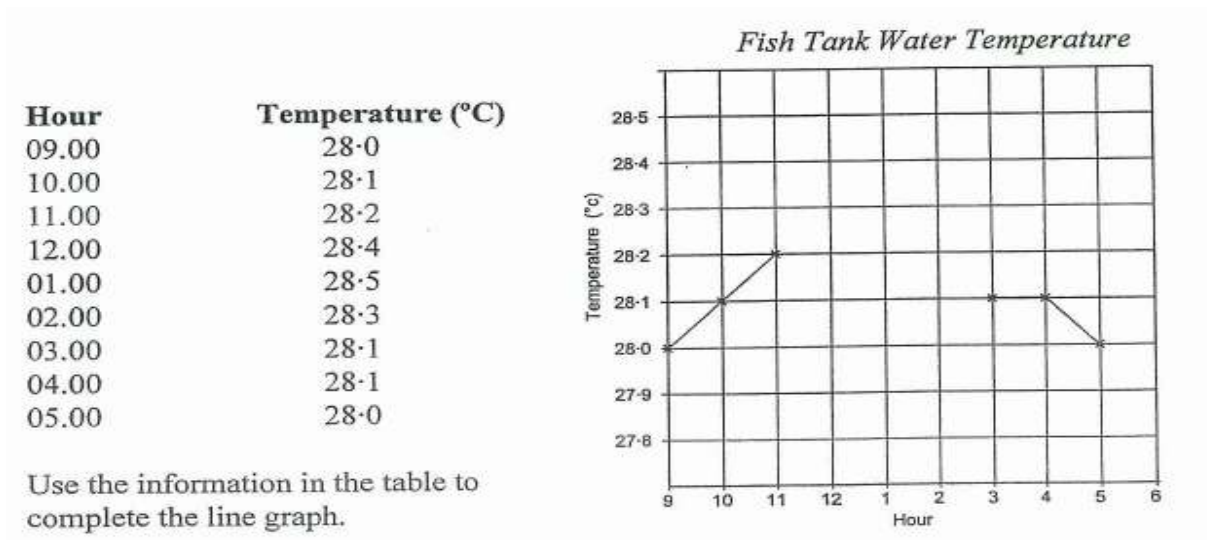 Hour Temperature (ºC)
09.00 28·0
10.00 28·1
11.00 28·2
12.00 28·4
01.00 28·5
02.00 28·3
03.00 28·1
04.00 28·1
05.00 28·0
Use the information in the table to
complete the line graph.
Fish Tank Water Temperature
Temperature (°c)
28·5
28·4
28·3
28·2
28·1
28·0
27·9
27·8
9 10 11 12 1 2 3 4 5 6
Hour